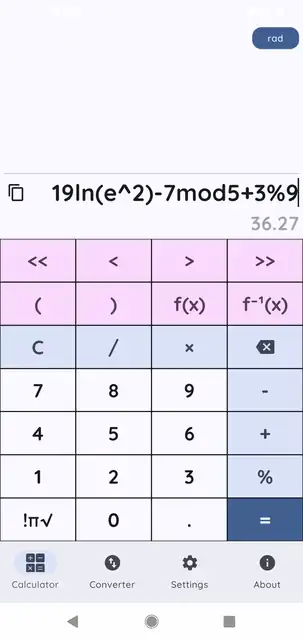 rad
19ln(e^2)-7mod5+3%9
36.27
<< < > >>
( ) f(x) f⁻¹(x)
C / ×
7 8 9 -
4 5 6 +
1 2 3 %
!π√ 0 . =
Calculator Converter Settings About